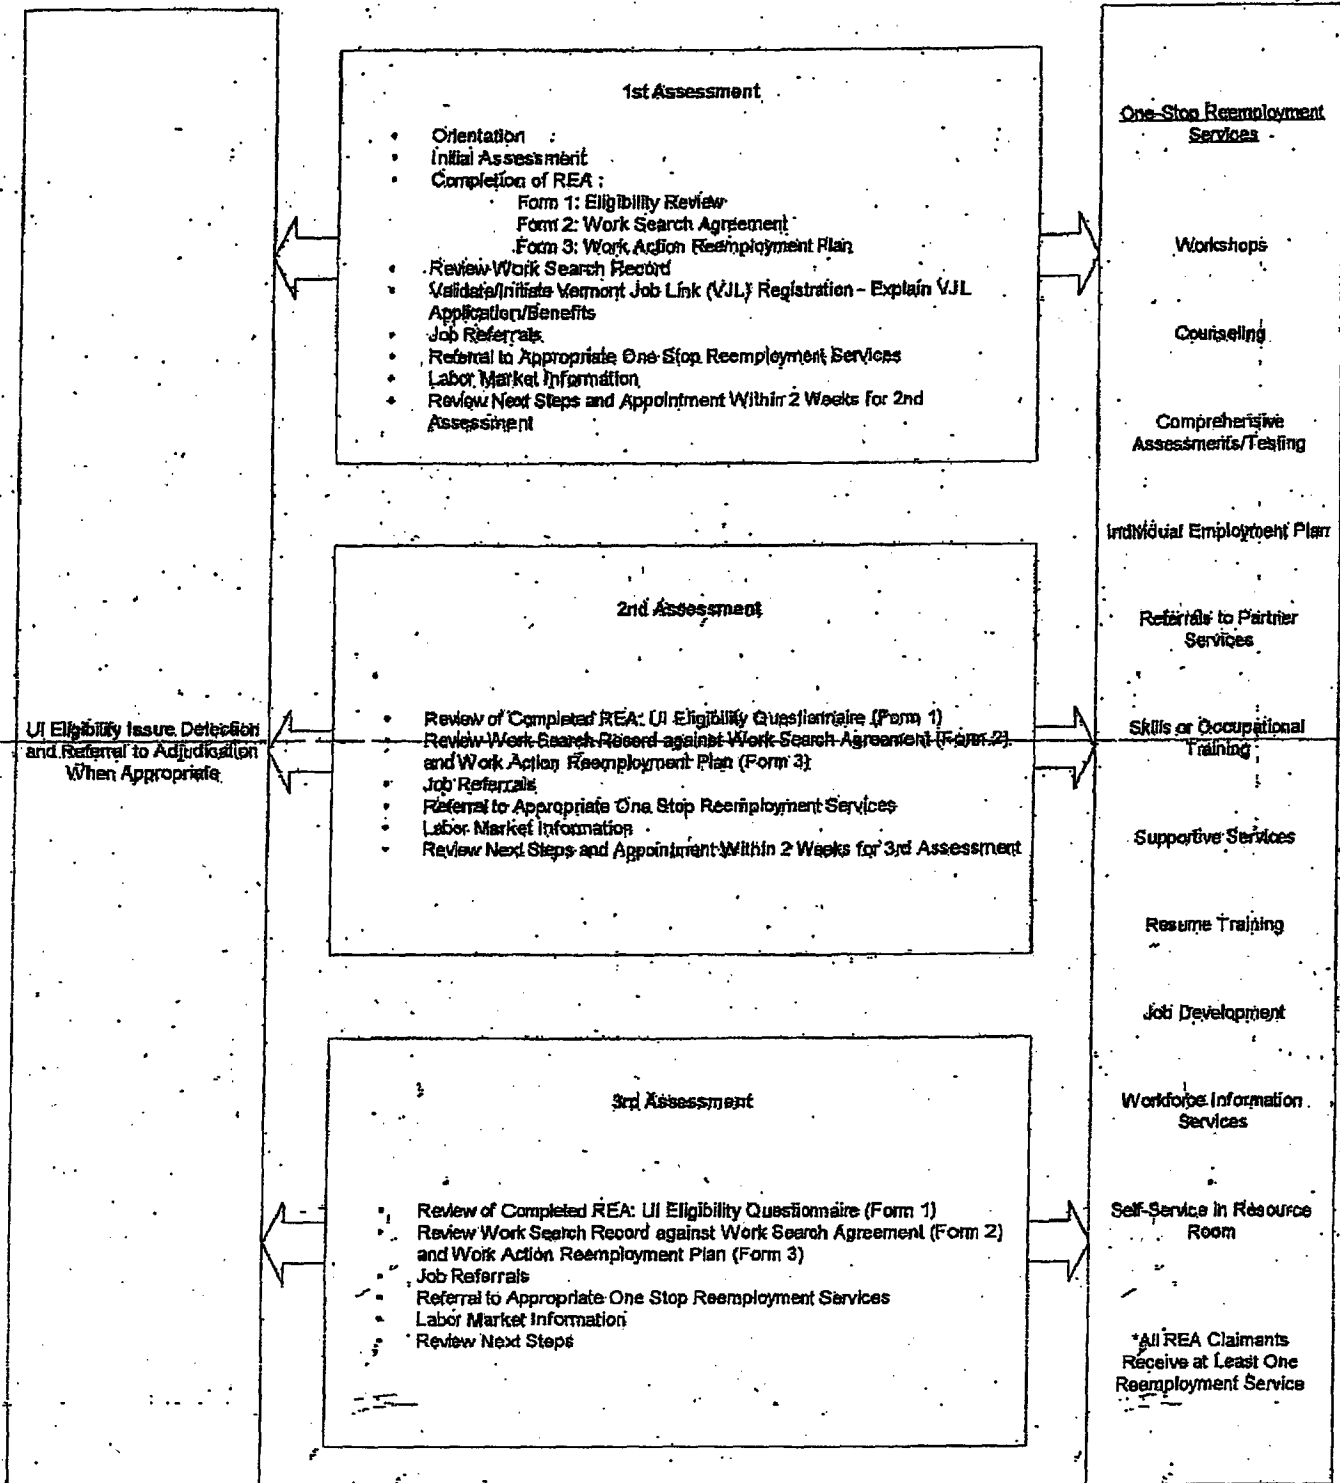 1st Assessment
• Orientation
• Initial Assessment
• Completion of REA :
Form 1: Eligibility Review
Form 2: Work Search Agreement
Form 3: Work Action Reemployment Plan
• Review Work Search Record
• Validate/Initiate Vermont Job Link (VJL) Registration - Explain VJL
Application/Benefits
• Job Referrals
• Referral to Appropriate One Stop Reemployment Services
• Labor Market Information
• Review Next Steps and Appointment Within 2 Weeks for 2nd
Assessment
2nd Assessment
• Review of Completed REA: UI Eligibility Questionnaire (Form 1)
• Review Work Search Record against Work Search Agreement (Form 2)
and Work Action Reemployment Plan (Form 3)
• Job Referrals
• Referral to Appropriate One Stop Reemployment Services
• Labor Market Information
• Review Next Steps and Appointment Within 2 Weeks for 3rd Assessment
3rd Assessment
• Review of Completed REA: UI Eligibility Questionnaire (Form 1)
• Review Work Search Record against Work Search Agreement (Form 2)
and Work Action Reemployment Plan (Form 3)
• Job Referrals
• Referral to Appropriate One Stop Reemployment Services
• Labor Market Information
• Review Next Steps
UI Eligibility Issue Detection
and Referral to Adjudication
When Appropriate
One-Stop Reemployment
Services
Workshops
Counseling
Comprehensive
Assessments/Testing
Individual Employment Plan
Referrals to Partner
Services
Skills or Occupational
Training
Supportive Services
Resume Training
Job Development
Workforce Information
Services
Self-Service in Resource
Room
*All REA Claimants
Receive at Least One
Reemployment Service